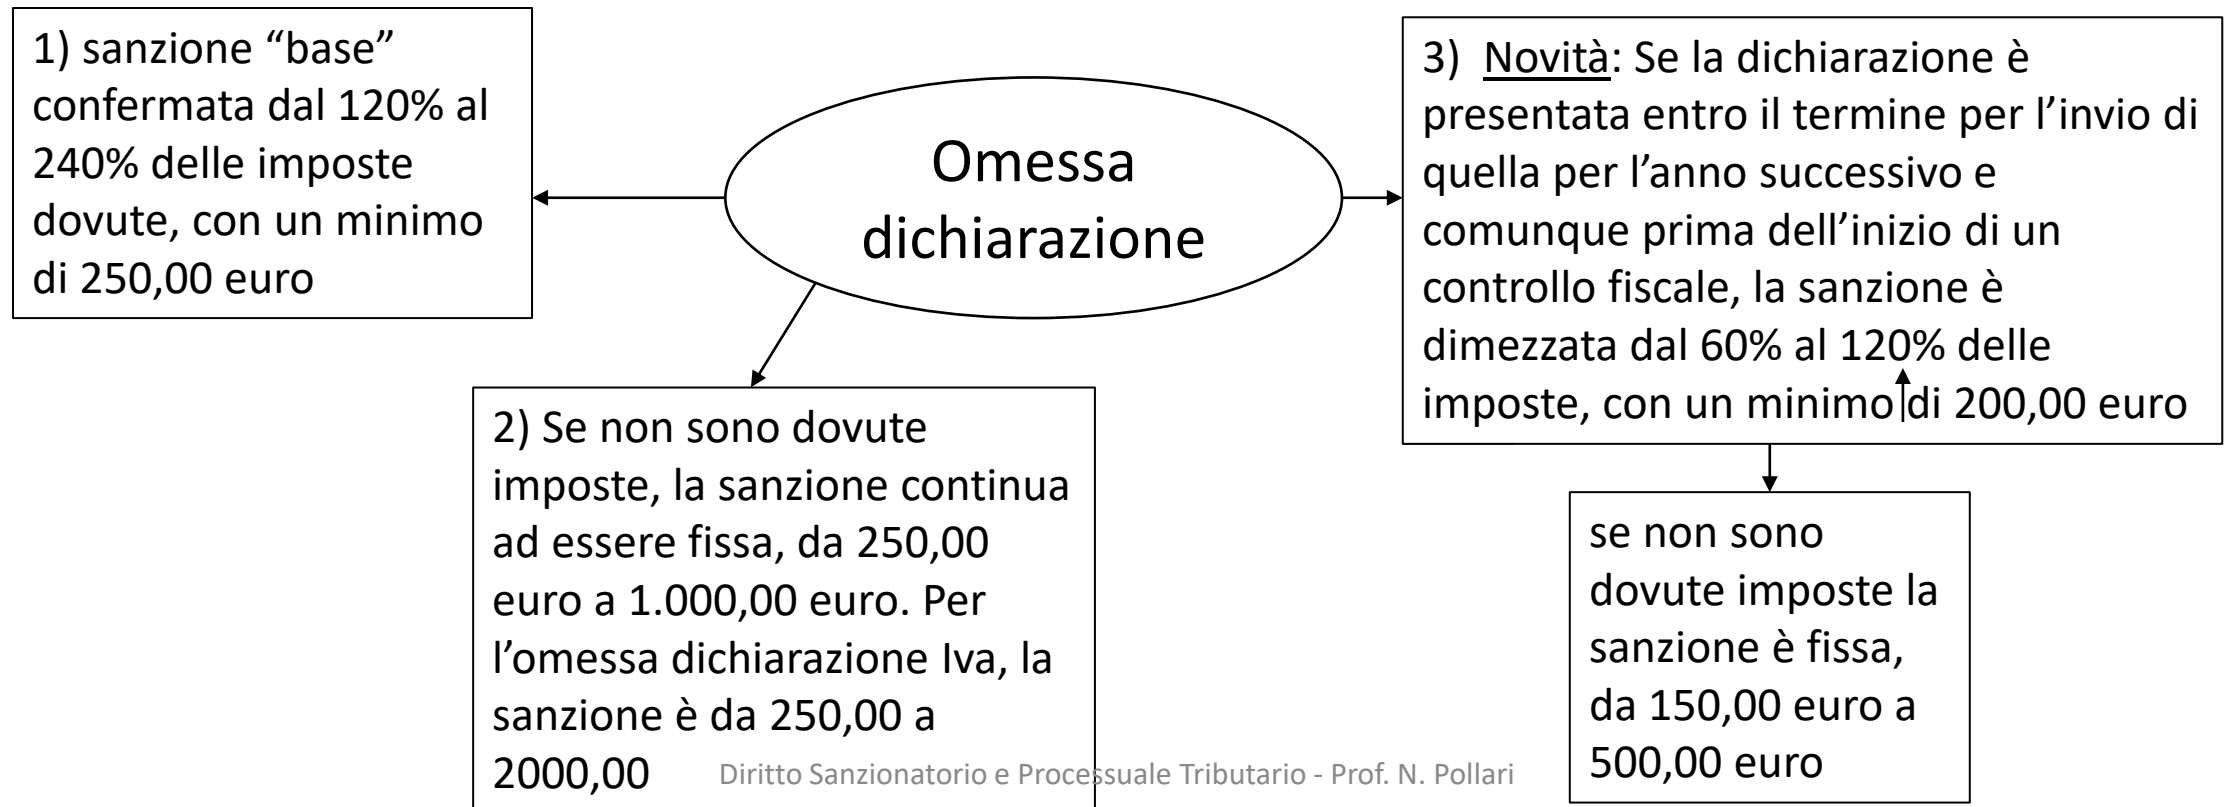 1) sanzione “base”
confermata dal 120% al
240% delle imposte
dovute, con un minimo
di 250,00 euro
Omessa
dichiarazione
3) Novità: Se la dichiarazione è
presentata entro il termine per l’invio di
quella per l’anno successivo e
comunque prima dell’inizio di un
controllo fiscale, la sanzione è
dimezzata dal 60% al 120% delle
imposte, con un minimo di 200,00 euro
2) Se non sono dovute
imposte, la sanzione continua
ad essere fissa, da 250,00
euro a 1.000,00 euro. Per
l’omessa dichiarazione Iva, la
sanzione è da 250,00 a
2000,00
se non sono
dovute imposte la
sanzione è fissa,
da 150,00 euro a
500,00 euro
Diritto Sanzionatorio e Processuale Tributario - Prof. N. Pollari